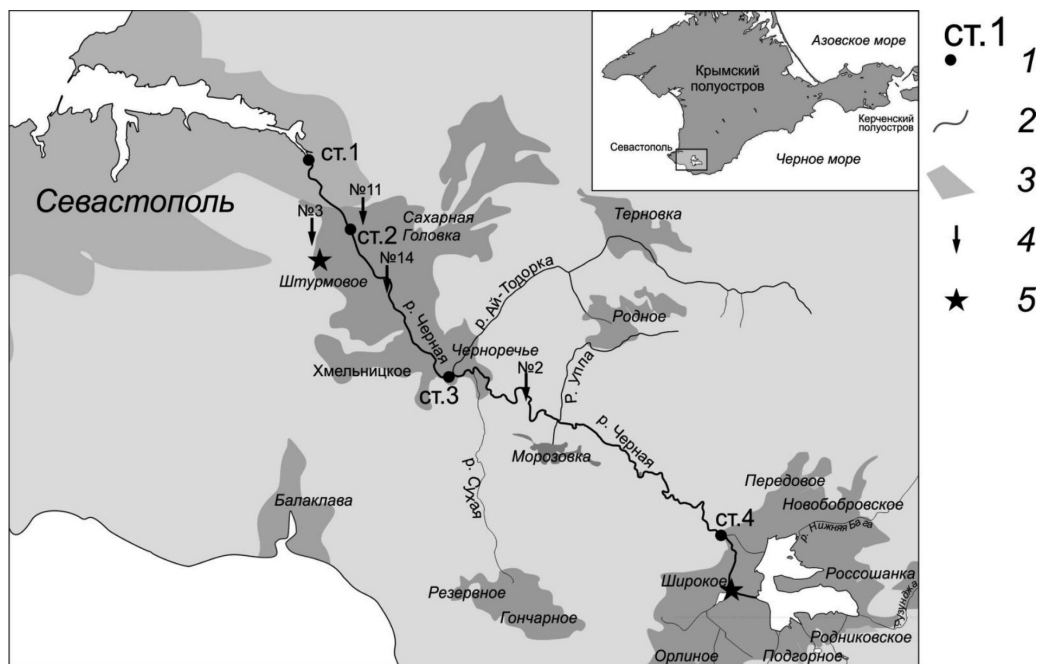 Азовское море
Крымский
полуостров
Керченский
полуостров
Севастополь
Черное море
ст.1
1
2
3
4
5
ст.1
Севастополь
№3
№11
ст.2
Сахарная
Головка
№14
Штурмовое
Терновка
р. Ай-Тодорка
Родное
р. Черная
Черноречье
Хмельницкое
ст.3
№2
Р. Упла
р. Черная
Морозовка
р. Сухая
Балаклава
Передовое
Новобобровское
ст.4
р. Нижняя Бага
Широкое
Россошанка
Резервное
Гончарное
р.Узунджа
Родниковское
Орлиное
Подгорное